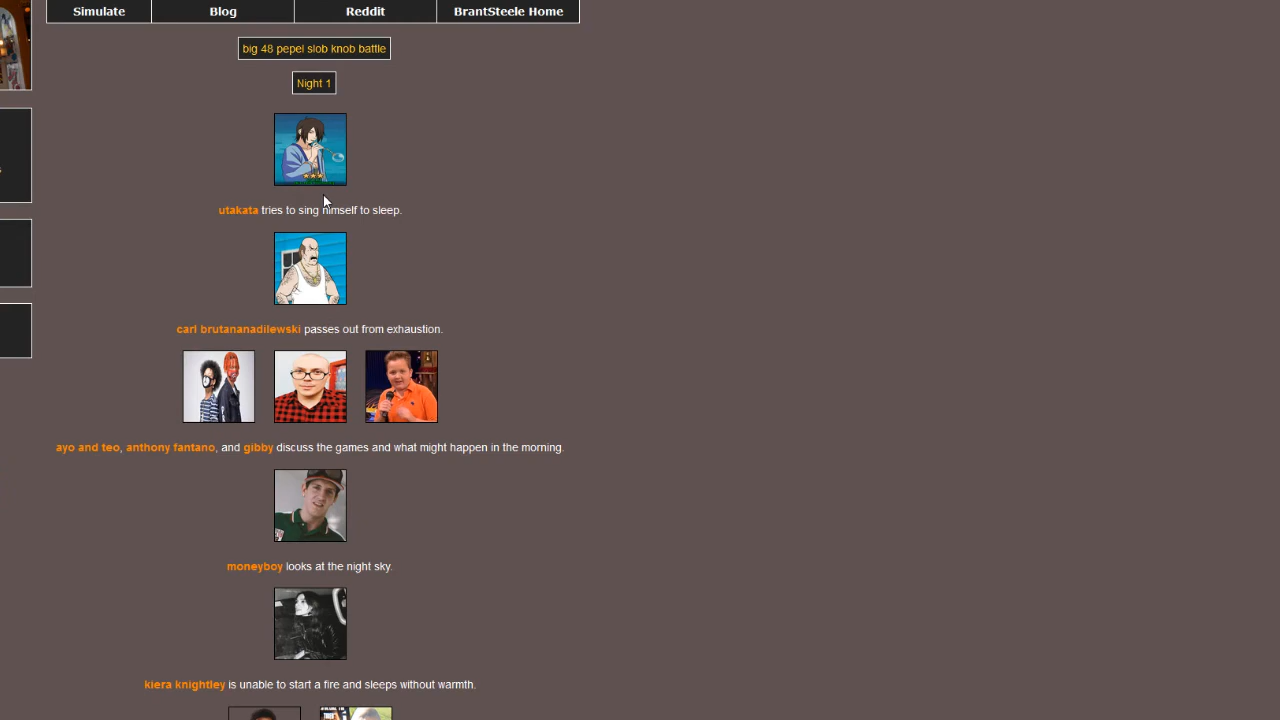 Simulate Blog Reddit BrantSteele Home
big 48 pepel slob knob battle
Night 1
utakata tries to sing himself to sleep.
carl brutananadilewski passes out from exhaustion.
ayo and teo, anthony fantano, and gibby discuss the games and what might happen in the morning.
moneyboy looks at the night sky.
kiera knightley is unable to start a fire and sleeps without warmth.